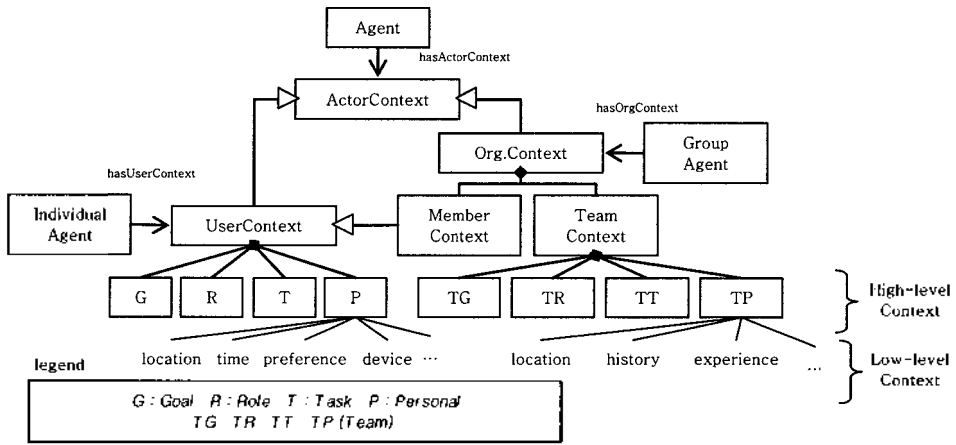 Agent
hasActorContext
ActorContext
hasOrgContext
Org.Context
Group
Agent
hasUserContext
Individual
Agent
UserContext
Member
Context
Team
Context
G R T P TG TR TT TP
High-level
Context
location time preference device ... location history experience ...
Low-level
Context
legend
G : Goal R : Role T : Task P : Personal
TG TR TT TP (Team)